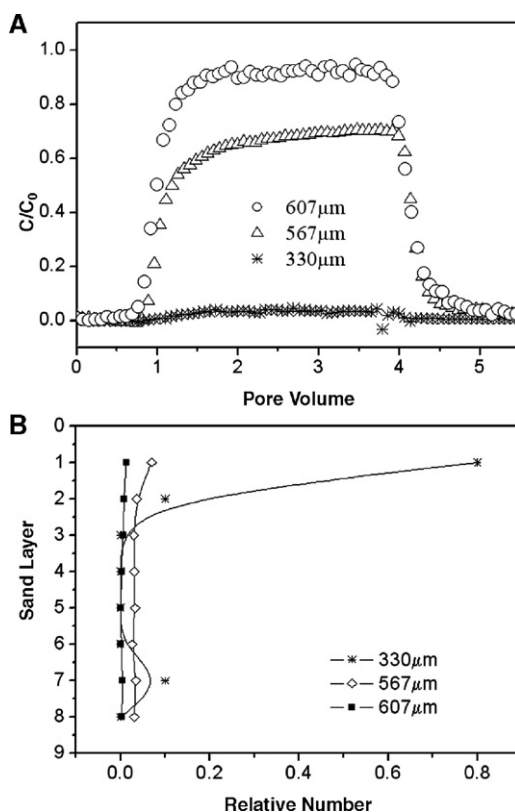 A
1.0
0.8
0.6
0.4
0.2
0.0
C/C0
607μm
567μm
330μm
0 1 2 3 4 5
Pore Volume
B
0
1
2
3
4
5
6
7
8
9
Sand Layer
330μm
567μm
607μm
0.0 0.2 0.4 0.6 0.8
Relative Number